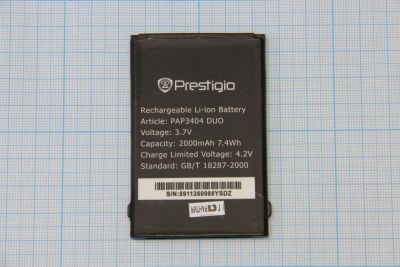 Prestigio
Rechargeable Li-ion Battery
Article: PAP3404 DUO
Voltage: 3.7V
Capacity: 2000mAh 7.4Wh
Charge Limited Voltage: 4.2V
Standard: GB/T 18287-2000
S/N:8911260988YSDZ